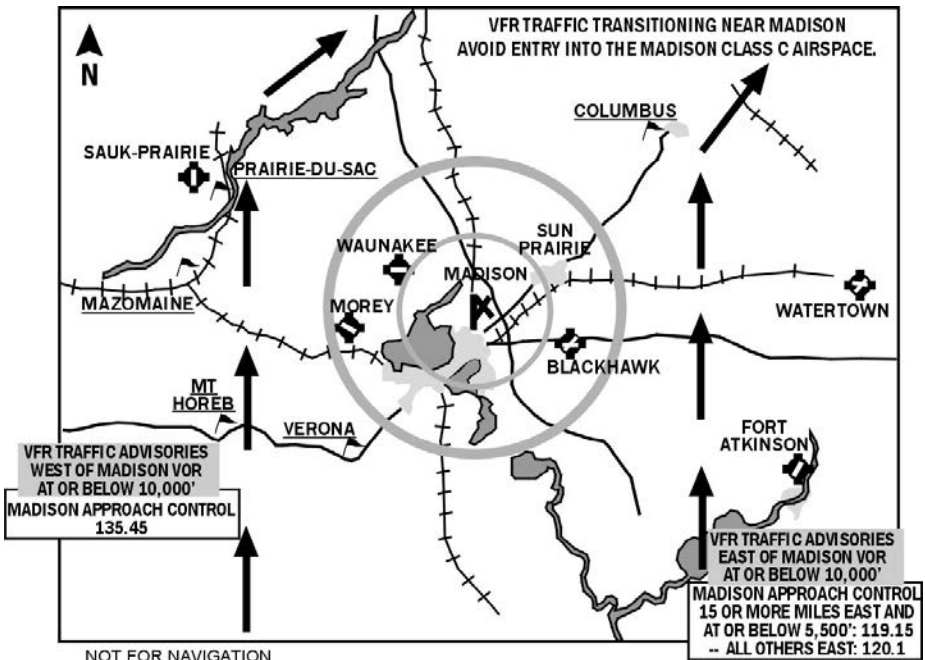 VFR TRAFFIC TRANSITIONING NEAR MADISON
AVOID ENTRY INTO THE MADISON CLASS C AIRSPACE.
N
COLUMBUS
SAUK-PRAIRIE
PRAIRIE-DU-SAC
WAUNAKEE
SUN
PRAIRIE
MADISON
MAZOMAINE
MOREY
WATERTOWN
BLACKHAWK
MT
HOREB
VERONA
FORT
ATKINSON
VFR TRAFFIC ADVISORIES
WEST OF MADISON VOR
AT OR BELOW 10,000'
MADISON APPROACH CONTROL
135.45
VFR TRAFFIC ADVISORIES
EAST OF MADISON VOR
AT OR BELOW 10,000'
MADISON APPROACH CONTROL
15 OR MORE MILES EAST AND
AT OR BELOW 5,500': 119.15
-- ALL OTHERS EAST: 120.1
NOT FOR NAVIGATION